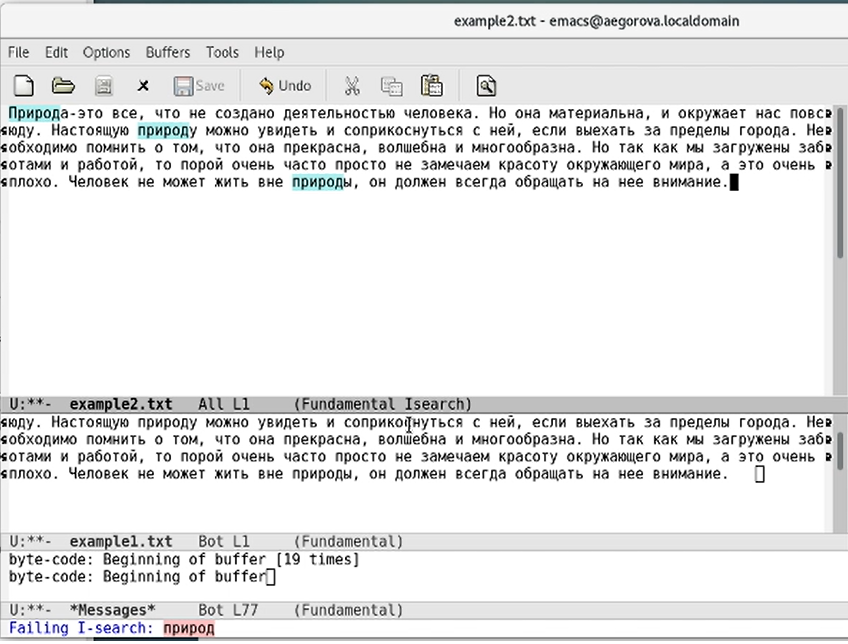 example2.txt - emacs@aegorova.localdomain
File Edit Options Buffers Tools Help
Save Undo
Природа-это все, что не создано деятельностью человека. Но она материальна, и окружает нас повс
юду. Настоящую природу можно увидеть и соприкоснуться с ней, если выехать за пределы города. Не
обходимо помнить о том, что она прекрасна, волшебна и многообразна. Но так как мы загружены заб
отами и работой, то порой очень часто просто не замечаем красоту окружающего мира, а это очень
плохо. Человек не может жить вне природы, он должен всегда обращать на нее внимание.
U:**- example2.txt All L1 (Fundamental Isearch)
юду. Настоящую природу можно увидеть и соприкоснуться с ней, если выехать за пределы города. Не
обходимо помнить о том, что она прекрасна, волшебна и многообразна. Но так как мы загружены заб
отами и работой, то порой очень часто просто не замечаем красоту окружающего мира, а это очень
плохо. Человек не может жить вне природы, он должен всегда обращать на нее внимание.
U:**- example1.txt Bot L1 (Fundamental)
byte-code: Beginning of buffer [19 times]
byte-code: Beginning of buffer
U:**- *Messages* Bot L77 (Fundamental)
Failing I-search: природ